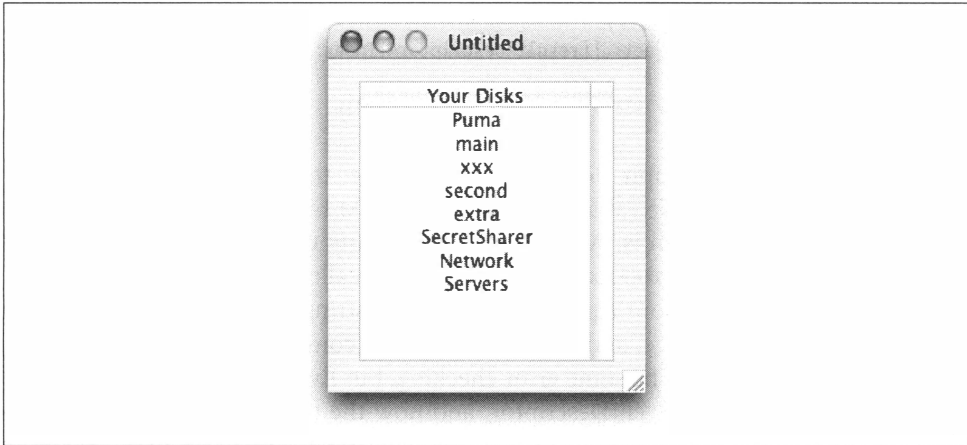 Untitled
Your Disks
Puma
main
xxx
second
extra
SecretSharer
Network
Servers